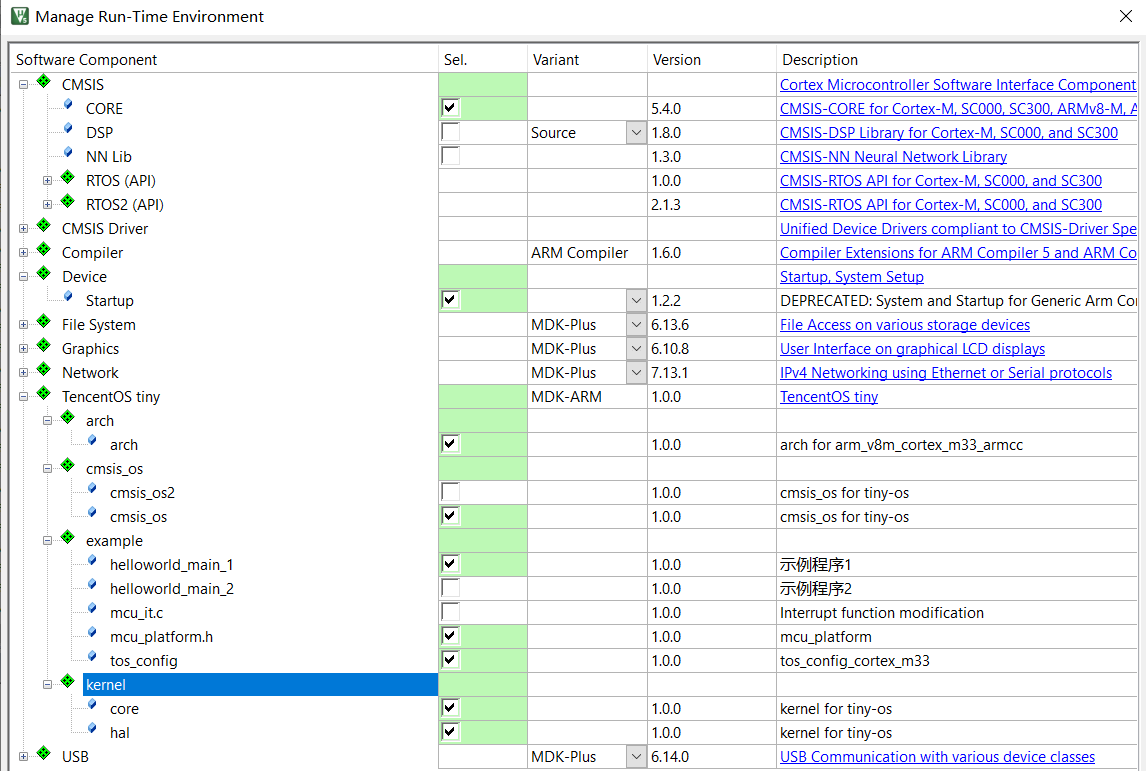 Manage Run-Time Environment
Software Component Sel. Variant Version Description
CMSIS Cortex Microcontroller Software Interface Component
CORE 5.4.0 CMSIS-CORE for Cortex-M, SC000, SC300, ARMv8-M, A
DSP Source 1.8.0 CMSIS-DSP Library for Cortex-M, SC000, and SC300
NN Lib 1.3.0 CMSIS-NN Neural Network Library
RTOS (API) 1.0.0 CMSIS-RTOS API for Cortex-M, SC000, and SC300
RTOS2 (API) 2.1.3 CMSIS-RTOS API for Cortex-M, SC000, and SC300
CMSIS Driver Unified Device Drivers compliant to CMSIS-Driver Spe
Compiler ARM Compiler 1.6.0 Compiler Extensions for ARM Compiler 5 and ARM Co
Device Startup, System Setup
Startup 1.2.2 DEPRECATED: System and Startup for Generic Arm Cor
File System MDK-Plus 6.13.6 File Access on various storage devices
Graphics MDK-Plus 6.10.8 User Interface on graphical LCD displays
Network MDK-Plus 7.13.1 IPv4 Networking using Ethernet or Serial protocols
TencentOS tiny MDK-ARM 1.0.0 TencentOS tiny
arch
arch 1.0.0 arch for arm_v8m_cortex_m33_armcc
cmsis_os
cmsis_os2 1.0.0 cmsis_os for tiny-os
cmsis_os 1.0.0 cmsis_os for tiny-os
example
helloworld_main_1 1.0.0 示例程序1
helloworld_main_2 1.0.0 示例程序2
mcu_it.c 1.0.0 Interrupt function modification
mcu_platform.h 1.0.0 mcu_platform
tos_config 1.0.0 tos_config_cortex_m33
kernel
core 1.0.0 kernel for tiny-os
hal 1.0.0 kernel for tiny-os
USB MDK-Plus 6.14.0 USB Communication with various device classes